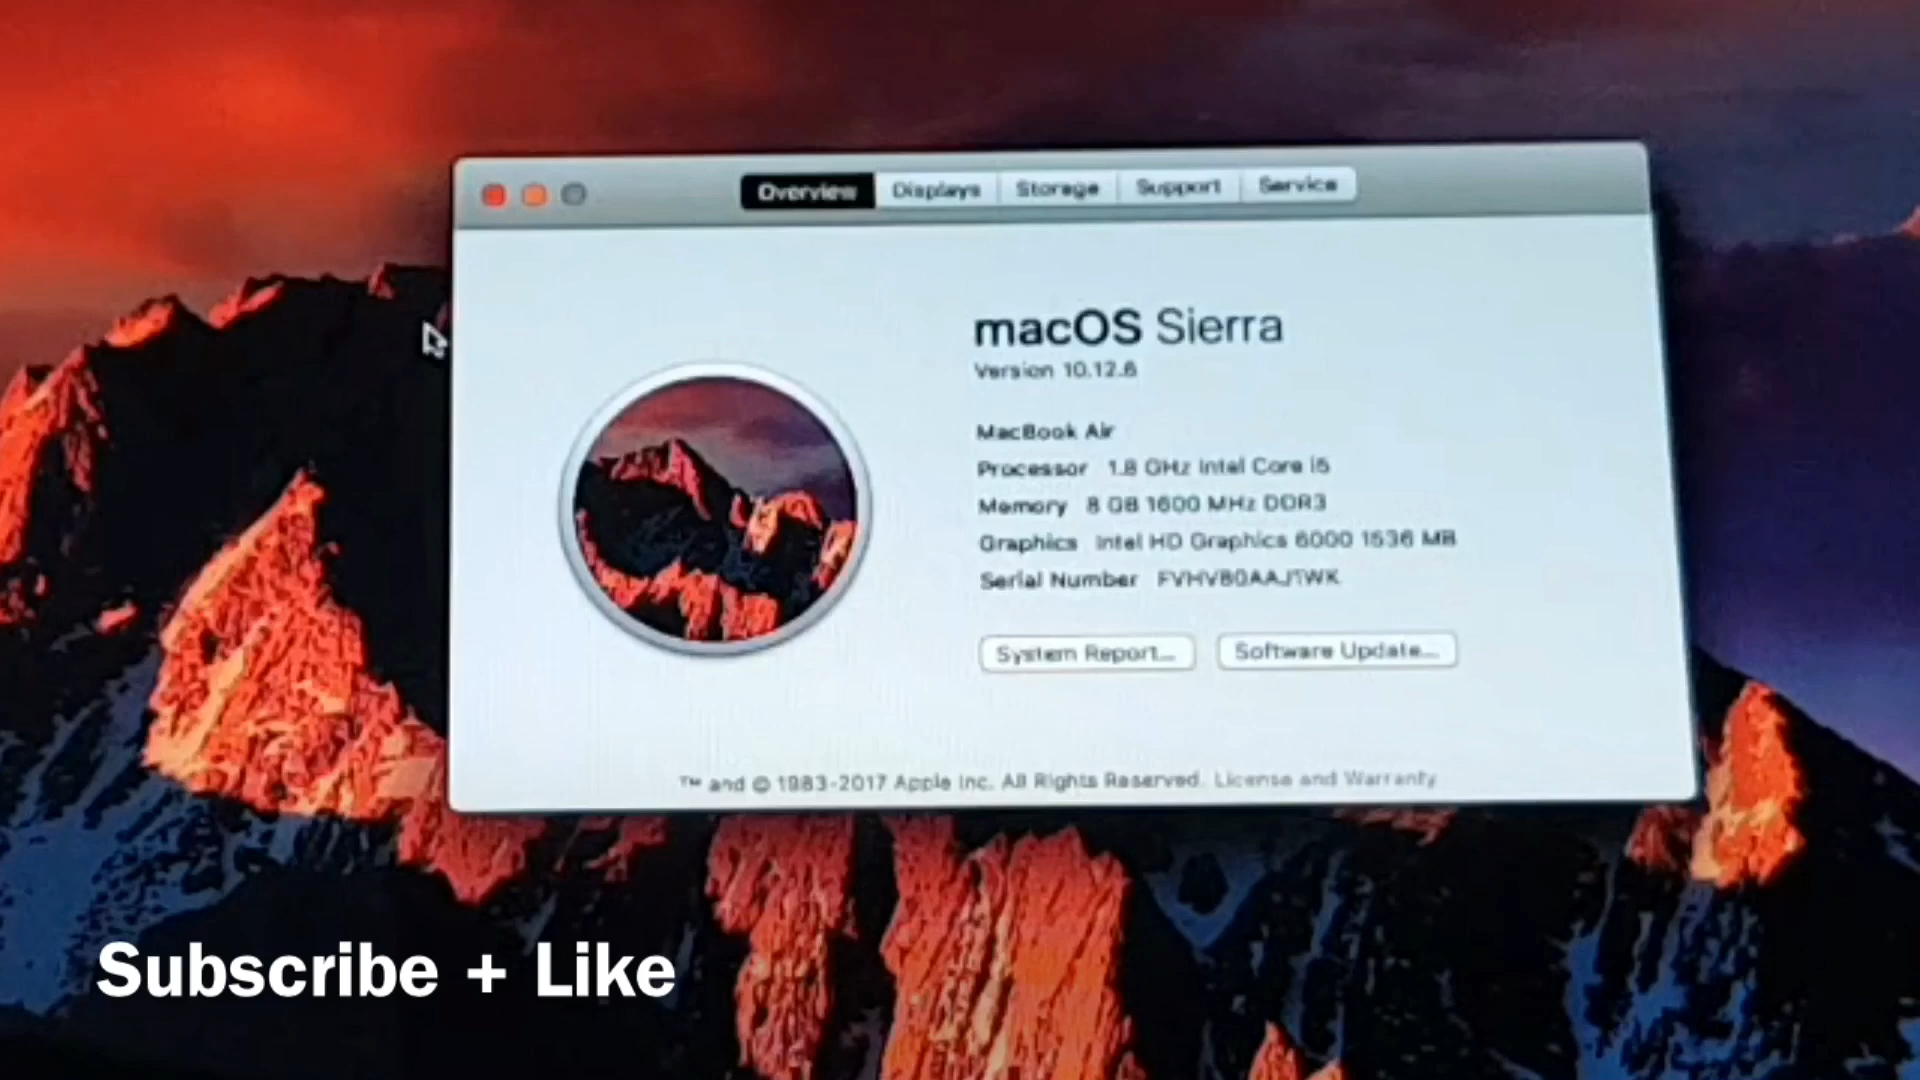 Overview Displays Storage Support Service
macOS Sierra
Version 10.12.6
MacBook Air
Processor 1.8 GHz Intel Core i5
Memory 8 GB 1600 MHz DDR3
Graphics Intel HD Graphics 6000 1536 MB
Serial Number
System Report... Software Update...
™ and © 1983-2017 Apple Inc. All Rights Reserved. License and Warranty
Subscribe + Like